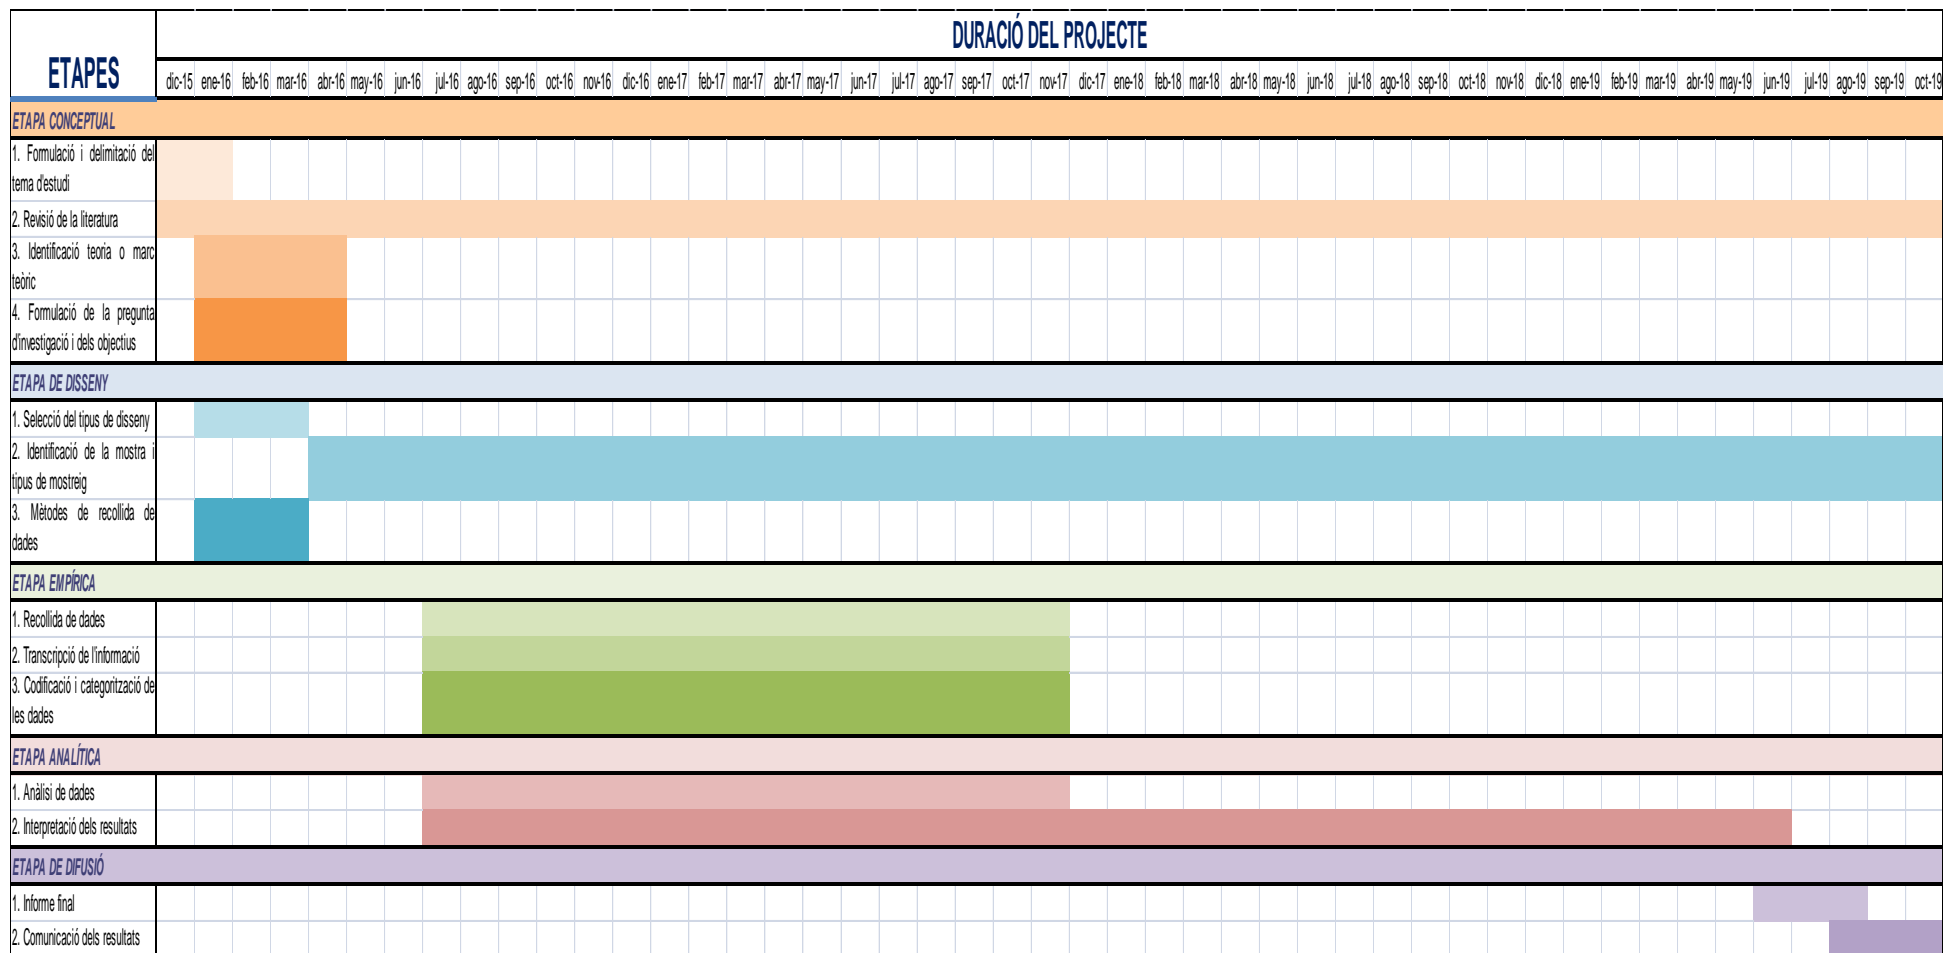 DURACIÓ DEL PROJECTE
ETAPES
dic-15 ene-16 feb-16 mar-16 abr-16 may-16 jun-16 jul-16 ago-16 sep-16 oct-16 nov-16 dic-16 ene-17 feb-17 mar-17 abr-17 may-17 jun-17 jul-17 ago-17 sep-17 oct-17 nov-17 dic-17 ene-18 feb-18 mar-18 abr-18 may-18 jun-18 jul-18 ago-18 sep-18 oct-18 nov-18 dic-18 ene-19 feb-19 mar-19 abr-19 may-19 jun-19 jul-19 ago-19 sep-19 oct-19
ETAPA CONCEPTUAL
1. Formulació i delimitació del
tema d'estudi
2. Revisió de la literatura
3. Identificació teoria o marc
teòric
4. Formulació de la pregunta
d'investigació i dels objectius
ETAPA DE DISSENY
1. Selecció del tipus de disseny
2. Identificació de la mostra i
tipus de mostreig
3. Mètodes de recollida de
dades
ETAPA EMPÍRICA
1. Recollida de dades
2. Transcripció de l'informació
3. Codificació i categorització de
les dades
ETAPA ANALÍTICA
1. Anàlisi de dades
2. Interpretació dels resultats
ETAPA DE DIFUSIÓ
1. Informe final
2. Comunicació dels resultats